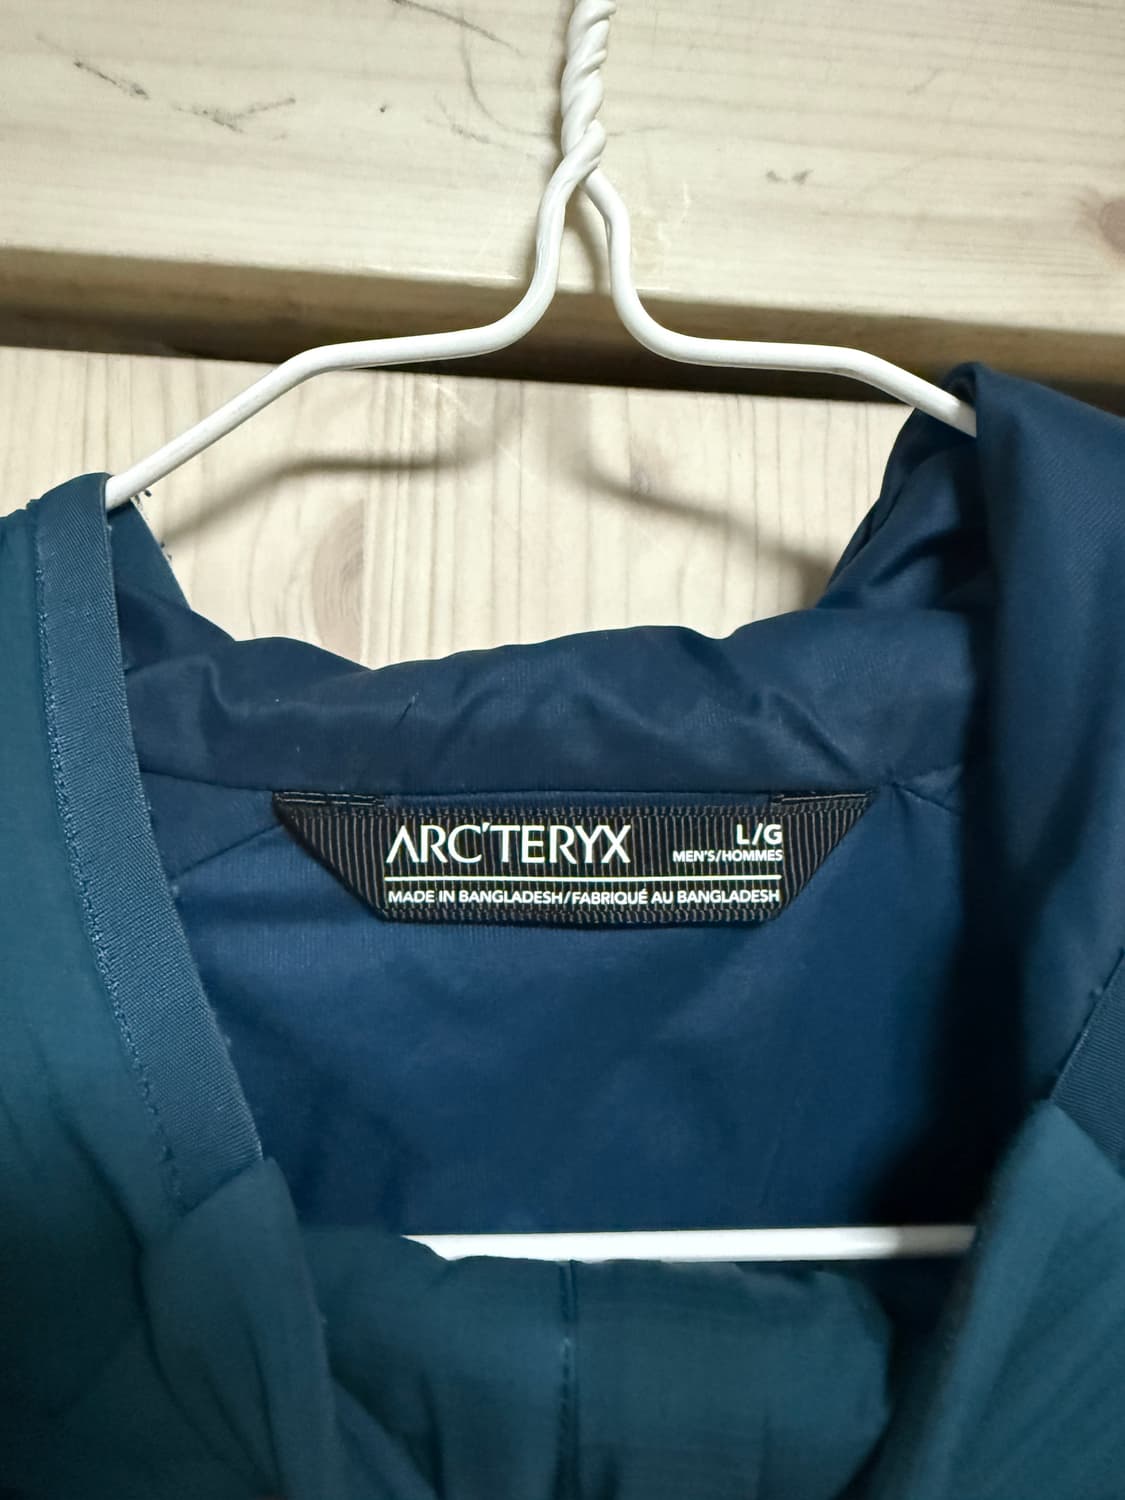 ARC'TERYX
L/G
MEN'S/HOMMES
MADE IN BANGLADESH/FABRIQUÉ AU BANGLADESH